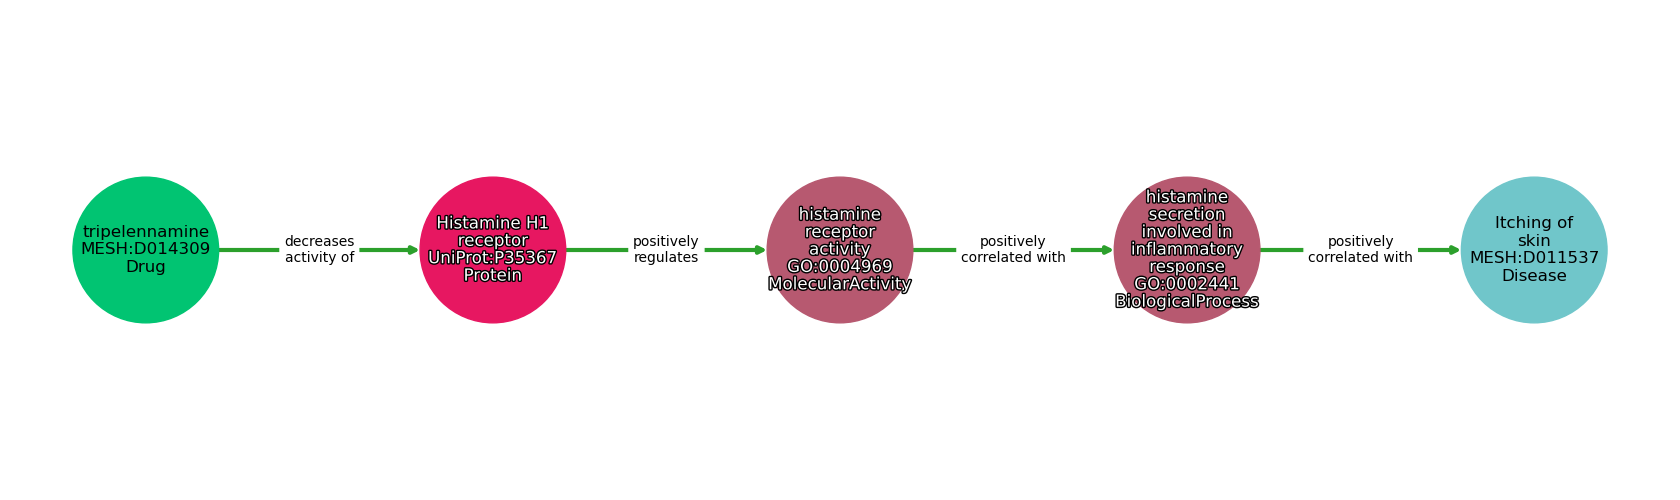 tripelennamine
MESH:D014309
Drug
decreases
activity of
Histamine H1
receptor
UniProt:P35367
Protein
positively
regulates
histamine
receptor
activity
GO:0004969
MolecularActivity
positively
correlated with
histamine
secretion
involved in
inflammatory
response
GO:0002441
BiologicalProcess
positively
correlated with
Itching of
skin
MESH:D011537
Disease